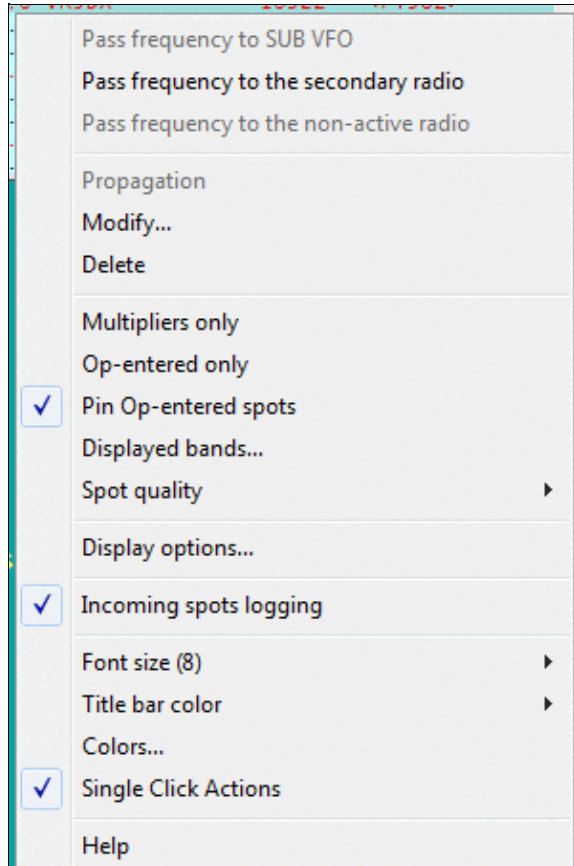 Pass frequency to SUB VFO
Pass frequency to the secondary radio
Pass frequency to the non-active radio
Propagation
Modify...
Delete
Multipliers only
Op-entered only
Pin Op-entered spots
Displayed bands...
Spot quality
Display options...
Incoming spots logging
Font size (8)
Title bar color
Colors...
Single Click Actions
Help